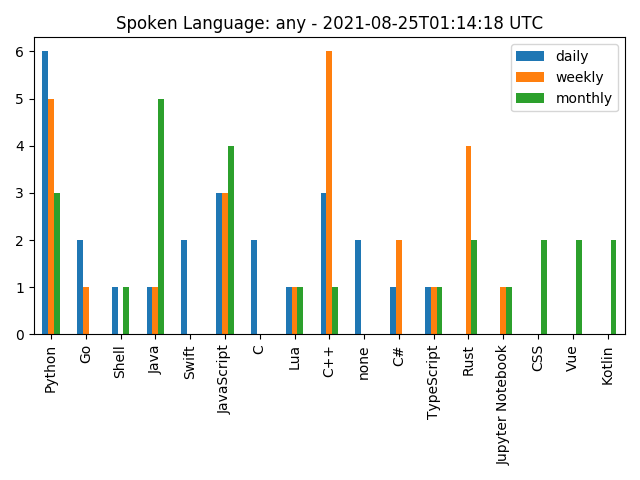 Spoken Language: any - 2021-08-25T01:14:18 UTC
daily
weekly
monthly
6
5
4
3
2
1
0
Python
Go
Shell
Java
Swift
JavaScript
C
Lua
C++
none
C#
TypeScript
Rust
Jupyter Notebook
CSS
Vue
Kotlin